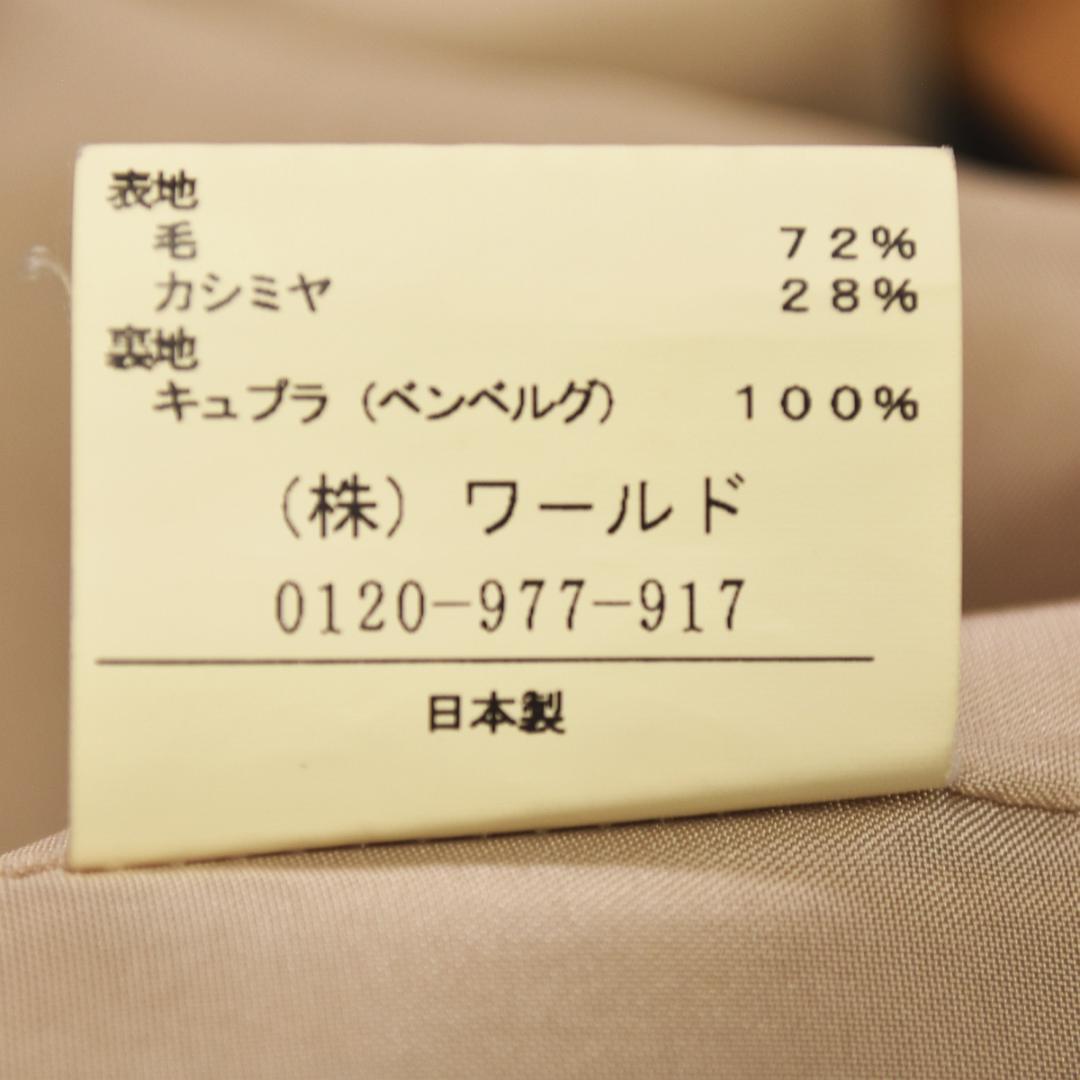 表地
毛 72%
カシミヤ 28%
裏地
キュプラ（ベンベルグ） 100%
（株）ワールド
0120-977-917
日本製